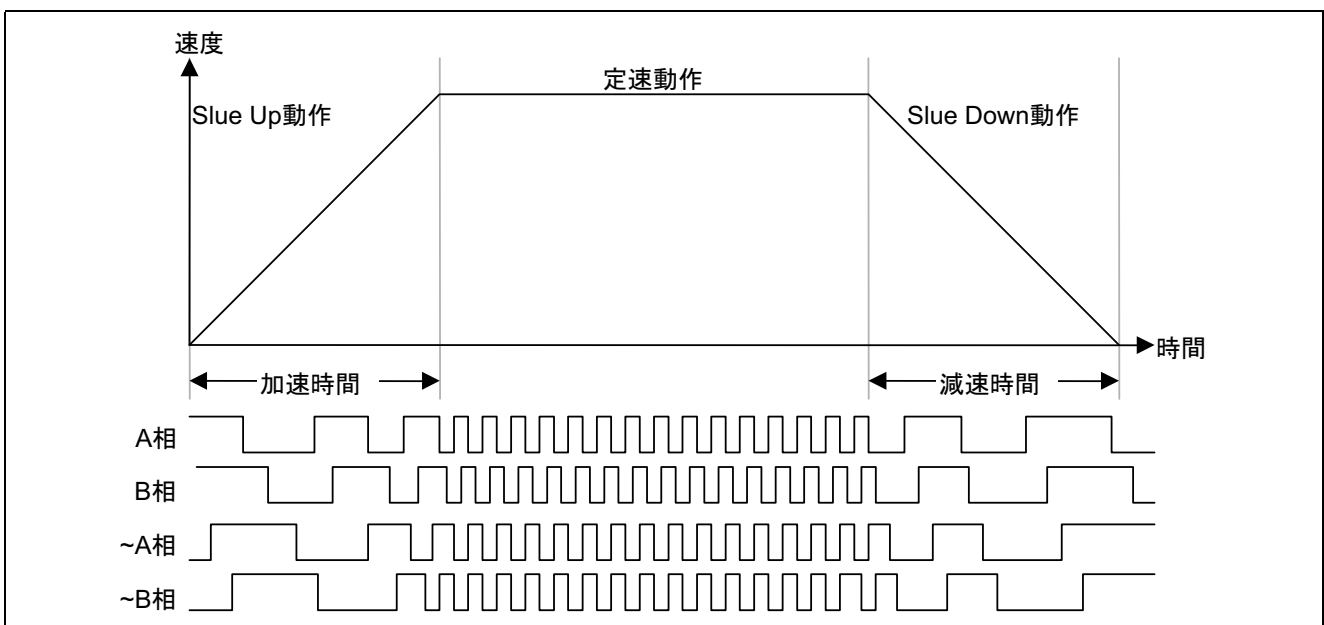 速度
定速動作
Slue Up動作
Slue Down動作
時間
加速時間
減速時間
A相
B相
~A相
~B相